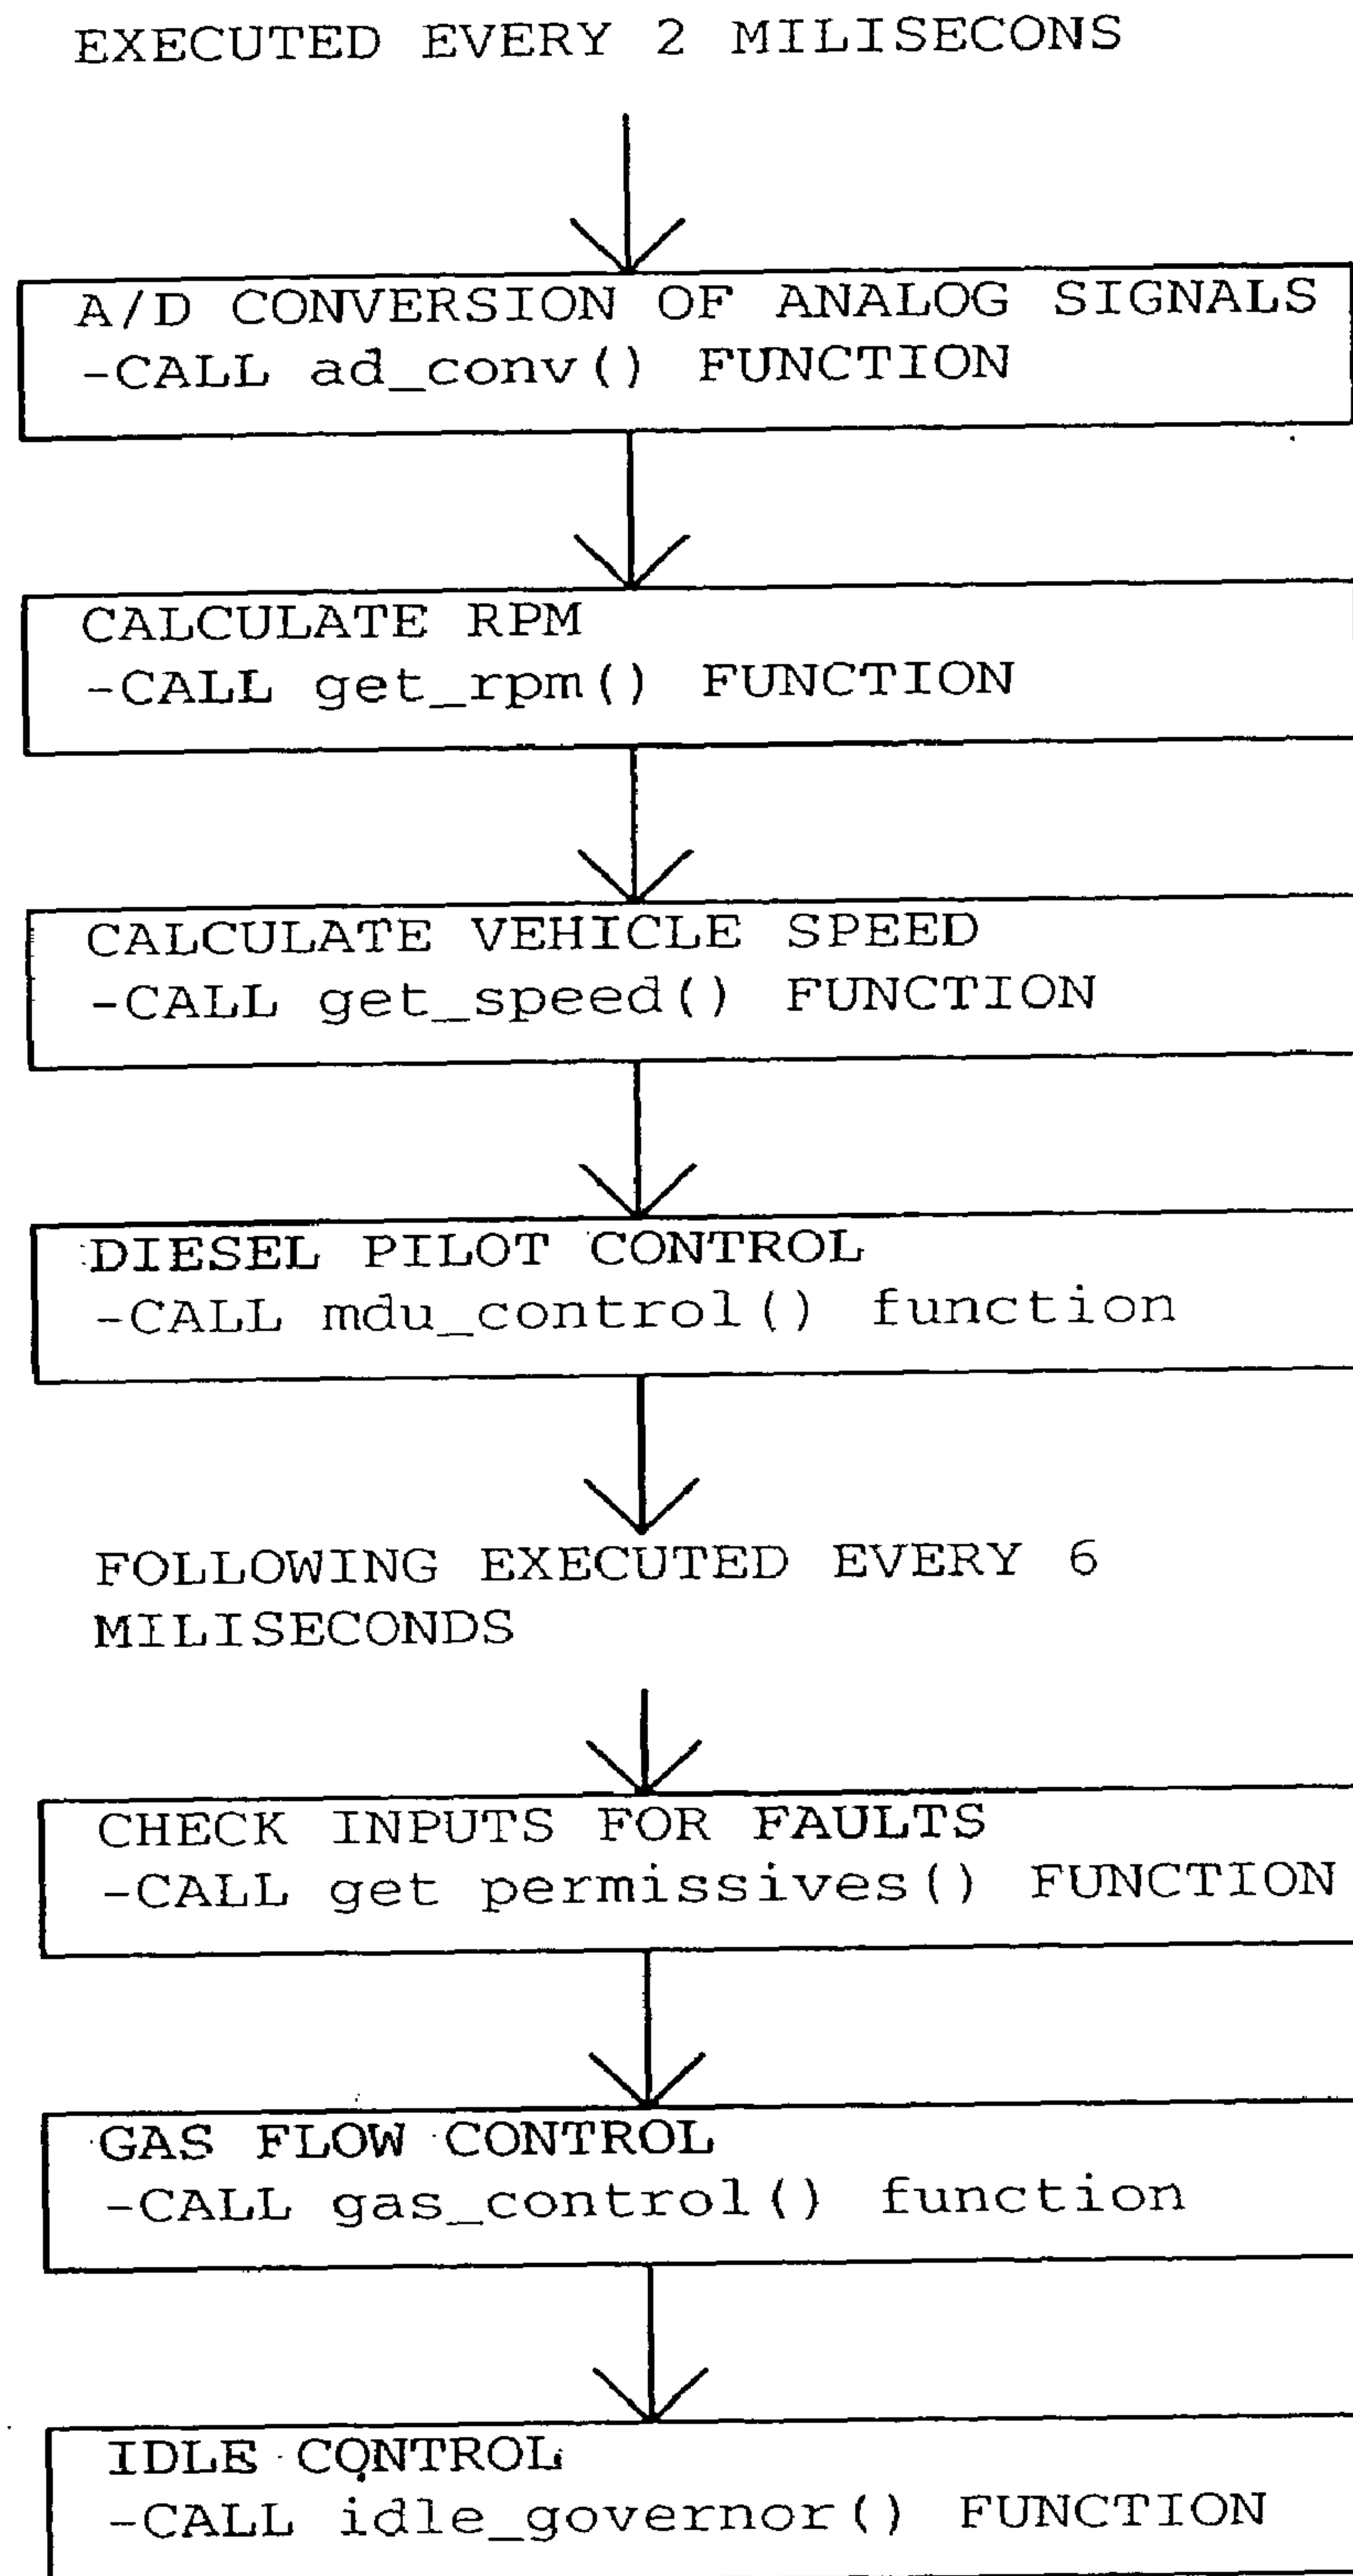 EXECUTED EVERY 2 MILISECONS
A/D CONVERSION OF ANALOG SIGNALS
-CALL ad_conv() FUNCTION
CALCULATE RPM
-CALL get_rpm() FUNCTION
CALCULATE VEHICLE SPEED
-CALL get_speed() FUNCTION
DIESEL PILOT CONTROL
-CALL mdu_control() function
FOLLOWING EXECUTED EVERY 6
MILISECONDS
CHECK INPUTS FOR FAULTS
-CALL get permissives() FUNCTION
GAS FLOW CONTROL
-CALL gas_control() function
IDLE CONTROL
-CALL idle_governor() FUNCTION